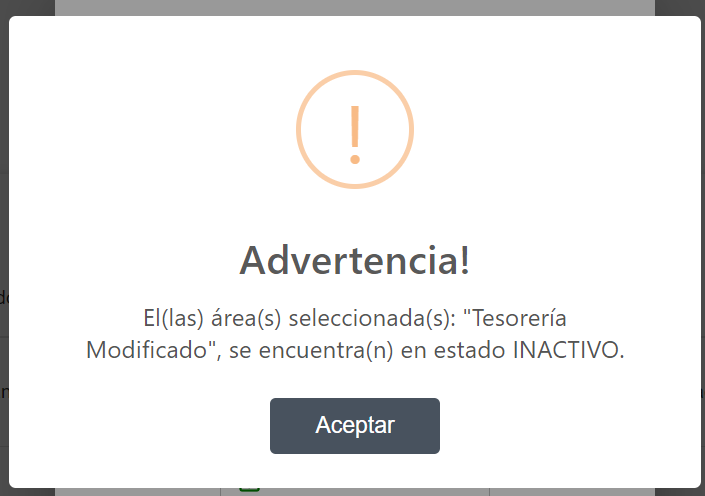 Advertencia!
El(las) área(s) seleccionada(s): "Tesorería
Modificado", se encuentra(n) en estado INACTIVO.
Aceptar